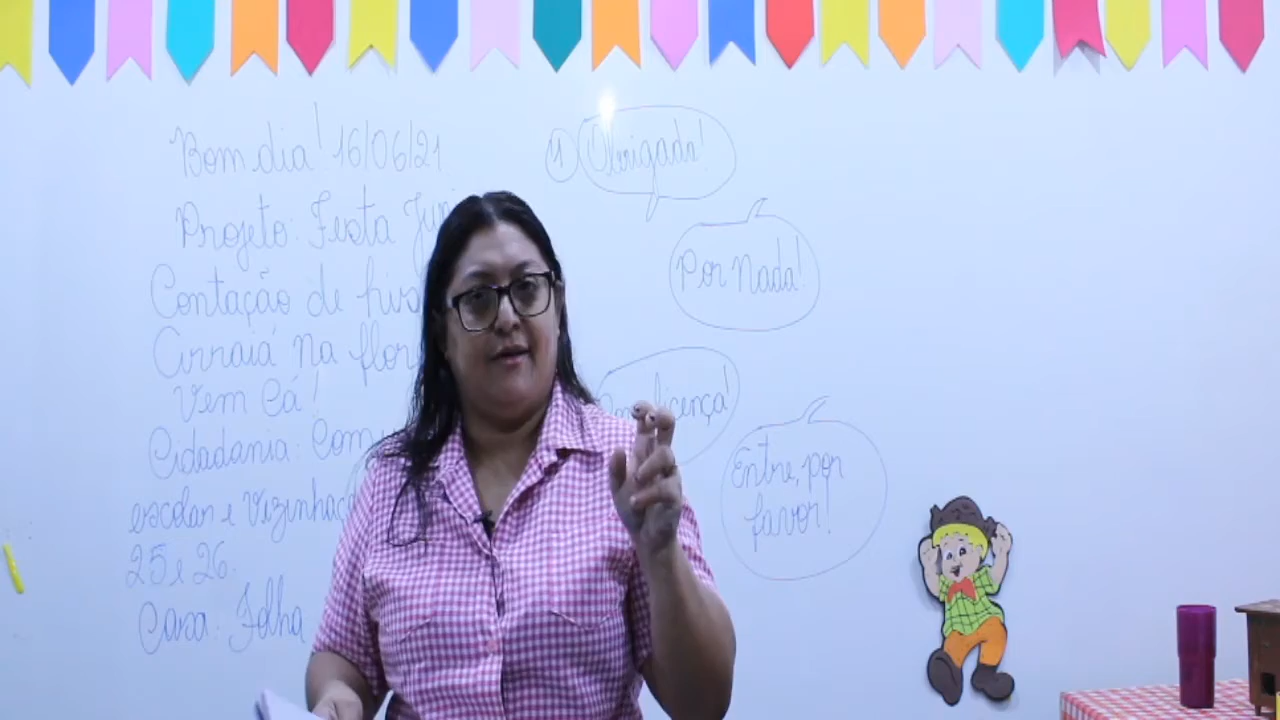 Bom dia! 16/06/21
Projeto: Festa
Contação de
Arraiá na
Vem Cá!
Cidadania:
escolar e
25 e 26.
Casa: Folha
1 Obrigada!
Por Nada!
licença!
Entre, por
favor!